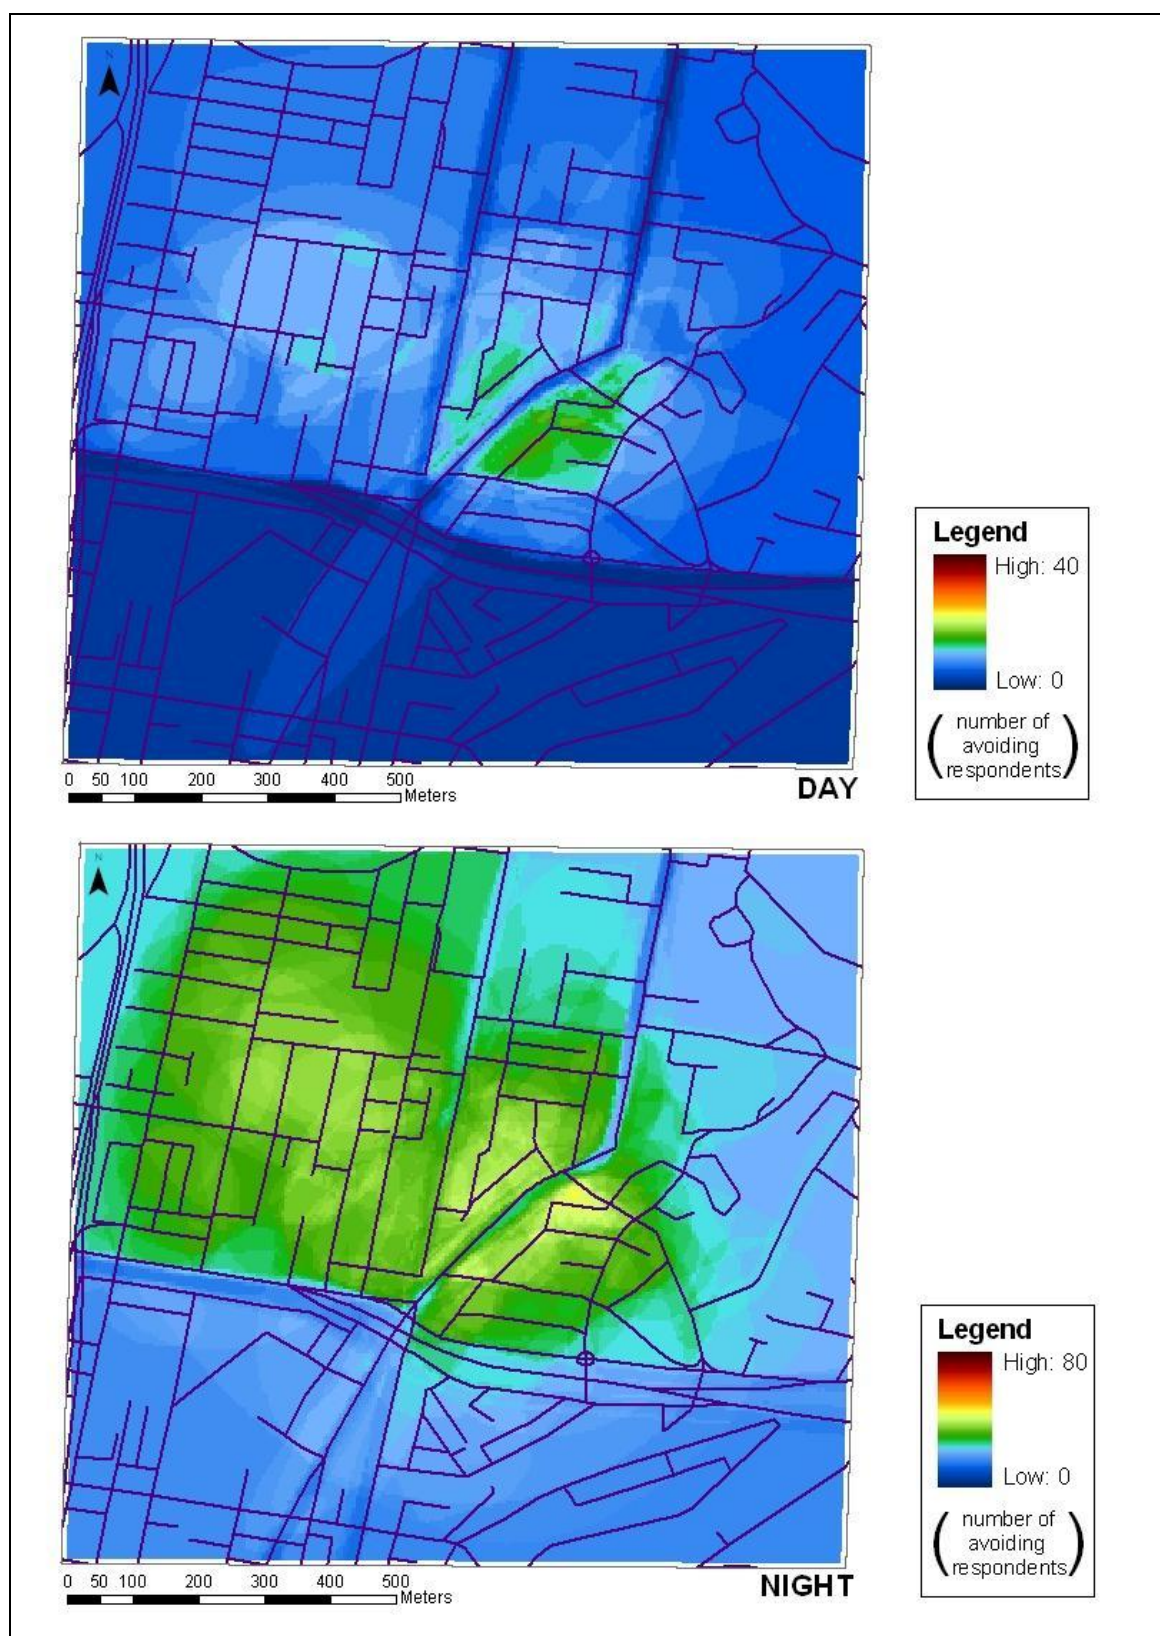 N
Legend
High: 40
Low: 0
( number of
avoiding
respondents )
0 50 100 200 300 400 500
Meters
DAY
N
Legend
High: 80
Low: 0
( number of
avoiding
respondents )
0 50 100 200 300 400 500
Meters
NIGHT